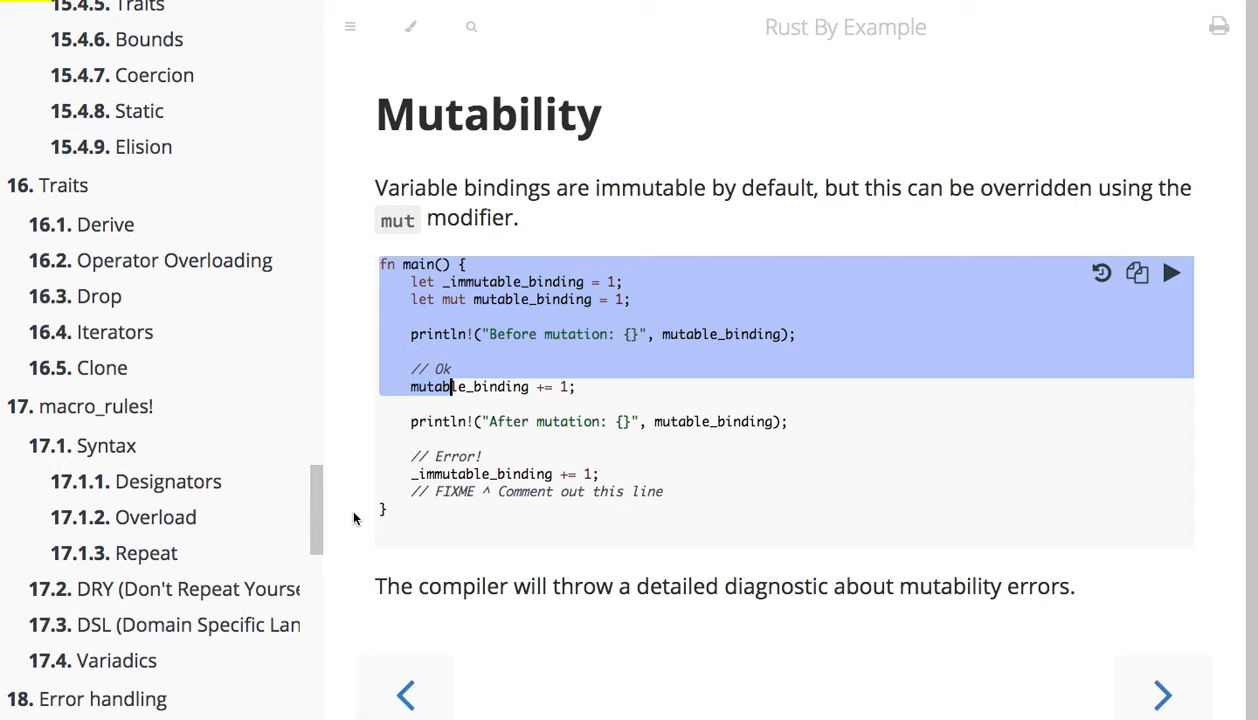 15.4.5. Traits
15.4.6. Bounds
15.4.7. Coercion
15.4.8. Static
15.4.9. Elision
16. Traits
16.1. Derive
16.2. Operator Overloading
16.3. Drop
16.4. Iterators
16.5. Clone
17. macro_rules!
17.1. Syntax
17.1.1. Designators
17.1.2. Overload
17.1.3. Repeat
17.2. DRY (Don't Repeat Yourse
17.3. DSL (Domain Specific Lan
17.4. Variadics
18. Error handling
Rust By Example
Mutability
Variable bindings are immutable by default, but this can be overridden using the
mut modifier.
fn main() {
let _immutable_binding = 1;
let mut mutable_binding = 1;
println!("Before mutation: {}", mutable_binding);
// Ok
mutable_binding += 1;
println!("After mutation: {}", mutable_binding);
// Error!
_immutable_binding += 1;
// FIXME ^ Comment out this line
}
The compiler will throw a detailed diagnostic about mutability errors.